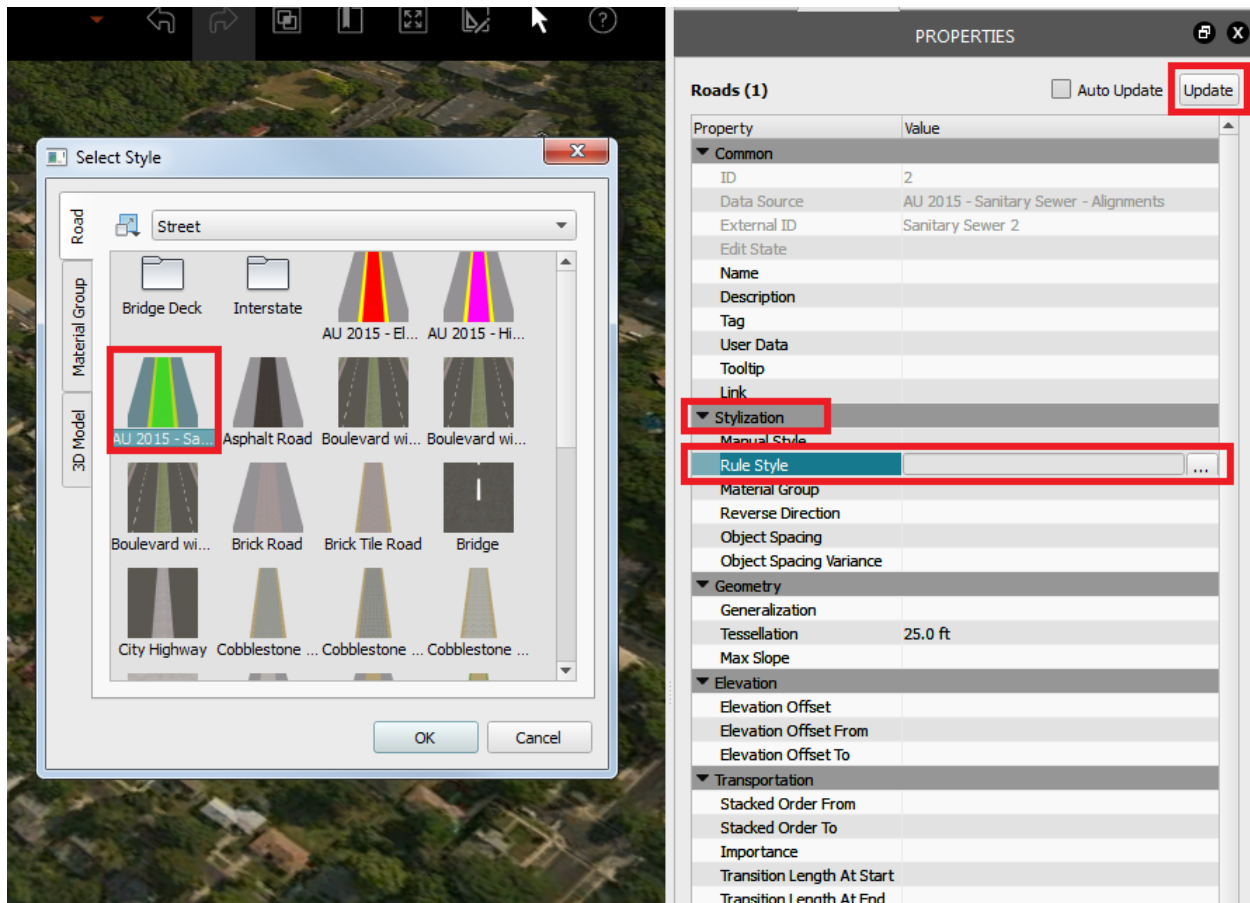 PROPERTIES
X
?
Roads (1)
Auto Update
Update
Property Value
Common
ID 2
Data Source AU 2015 - Sanitary Sewer - Alignments
External ID Sanitary Sewer 2
Edit State
Name
Description
Tag
User Data
Tooltip
Link
Stylization
Manual Style
Rule Style ...
Material Group
Reverse Direction
Object Spacing
Object Spacing Variance
Geometry
Generalization
Tessellation 25.0 ft
Max Slope
Elevation
Elevation Offset
Elevation Offset From
Elevation Offset To
Transportation
Stacked Order From
Stacked Order To
Importance
Transition Length At Start
Transition Length At End
Select Style
Road
Material Group
3D Model
Street
Bridge Deck Interstate AU 2015 - El... AU 2015 - Hi...
AU 2015 - Sa... Asphalt Road Boulevard wi... Boulevard wi...
Boulevard wi... Brick Road Brick Tile Road Bridge
City Highway Cobblestone ... Cobblestone ... Cobblestone ...
OK Cancel